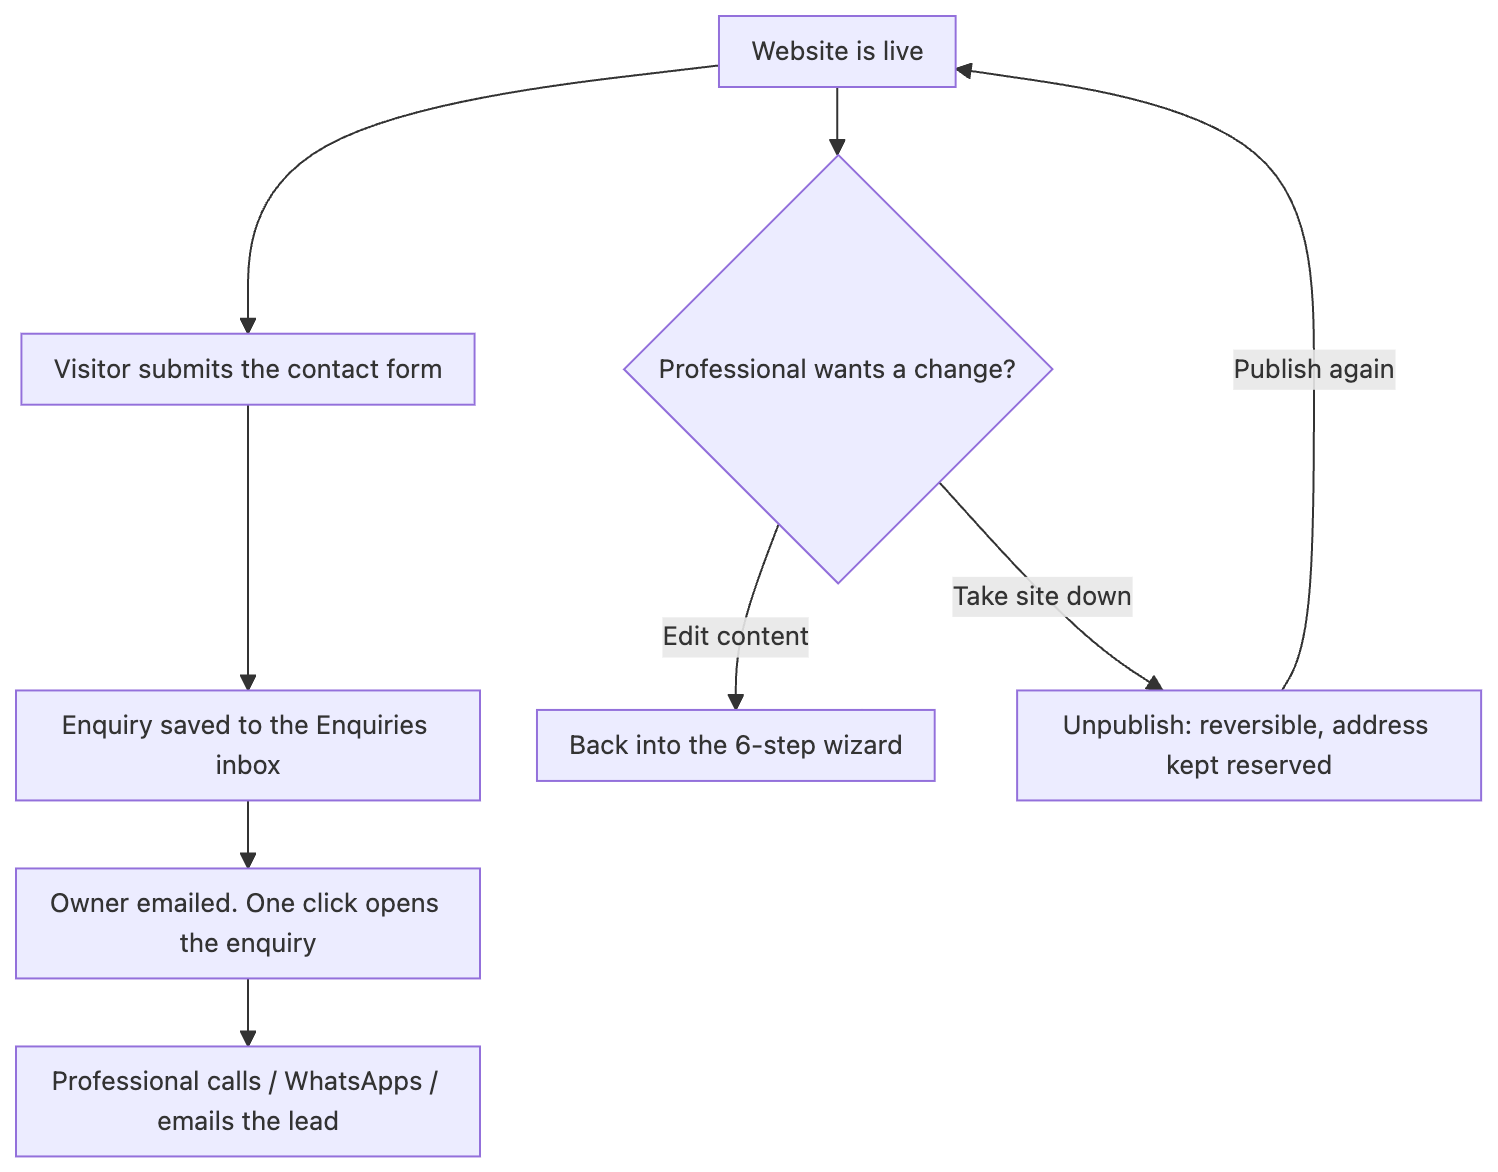 Website is live
Visitor submits the contact form
Professional wants a change?
Publish again
Take site down
Edit content
Enquiry saved to the Enquiries
inbox
Back into the 6-step wizard
Unpublish: reversible, address
kept reserved
Owner emailed. One click opens
the enquiry
Professional calls / WhatsApps /
emails the lead